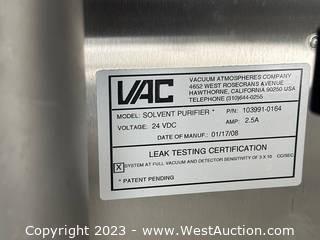 VAC
VACUUM ATMOSPHERES COMPANY
4652 WEST ROSECRANS AVENUE
HAWTHORNE, CALIFORNIA 90250 USA
TELEPHONE (310)644-0255
MODEL: SOLVENT PURIFIER * P/N: 103991-0164
VOLTAGE: 24 VDC AMP: 2.5A
DATE OF MANUF.: 01/17/08
LEAK TESTING CERTIFICATION
X SYSTEM AT FULL VACUUM AND DETECTOR SENSITIVITY OF 3 X 10 CC/SEC
* PATENT PENDING
Copyright 2023 - WestAuction.com